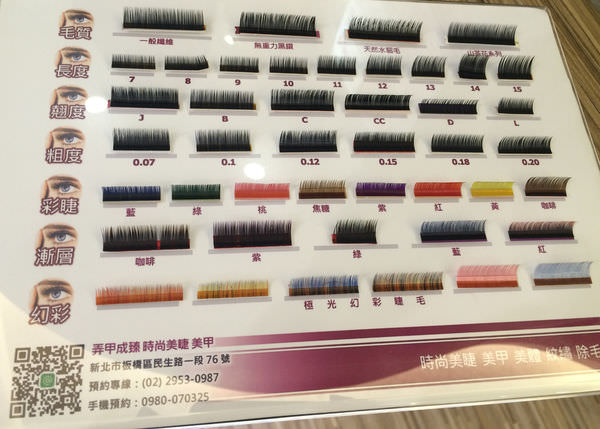 毛質
一般纖維 無重力黑鑽 天然水貂毛 山茶花系列
長度
7 8 9 10 11 12 13 14 15
翹度
J B C CC D L
粗度
0.07 0.1 0.12 0.15 0.18 0.20
彩睫
藍 綠 桃 焦糖 紫 紅 黃 咖啡
漸層
咖啡 紫 綠 藍 紅
幻彩
極光幻彩睫毛
弄甲成臻 時尚美睫 美甲
新北市板橋區民生路一段 76 號
預約專線：(02) 2953-0987
手機預約：0980-070325
時尚美睫 美甲 美體 紋繡 除毛